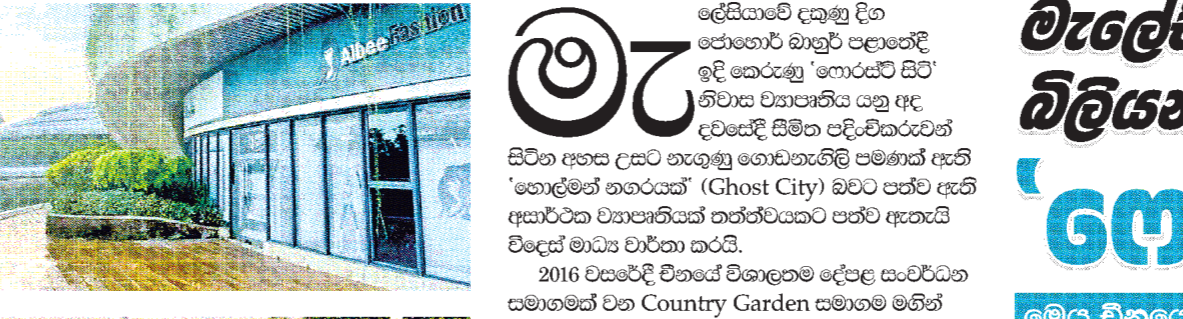 Albee Fashion
මැලේසියාවේ දකුණු දිග
ජොහොර් බාහුර් පළාතේදී
ඉදි කෙරුණු 'ෆොරස්ට් සිටි'
නිවාස ව්‍යාපෘතිය යනු අද
දවසේදී සීමිත පදිංචිකරුවන්
සිටින අහස උසට නැගුණු ගොඩනැගිලි පමණක් ඇති
'හොල්මන් නගරයක්' (Ghost City) බවට පත්ව ඇති
අසාර්ථක ව්‍යාපෘතියක් තත්ත්වයකට පත්ව ඇතැයි
විදෙස් මාධ්‍ය වාර්තා කරයි.
2016 වසරේදී චීනයේ විශාලතම දේපළ සංවර්ධන
සමාගමක් වන Country Garden සමාගම මගින්
මැලේ
බිලියන
'ෆො
මෙය චීනයේ